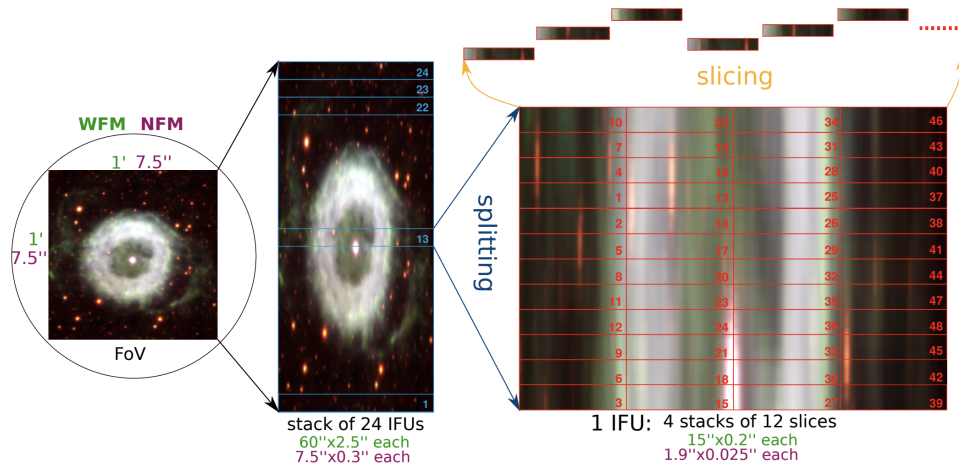 slicing
WFM NFM
1' 7.5''
1'
7.5''
FoV
24
23
22
13
1
stack of 24 IFUs
60''x2.5'' each
7.5''x0.3'' each
splitting
10 22 34 46
7 19 31 43
4 16 28 40
1 13 25 37
2 14 26 38
5 17 29 41
8 20 32 44
11 23 35 47
12 24 36 48
9 21 33 45
6 18 30 42
3 15 27 39
1 IFU: 4 stacks of 12 slices
15''x0.2'' each
1.9''x0.025'' each